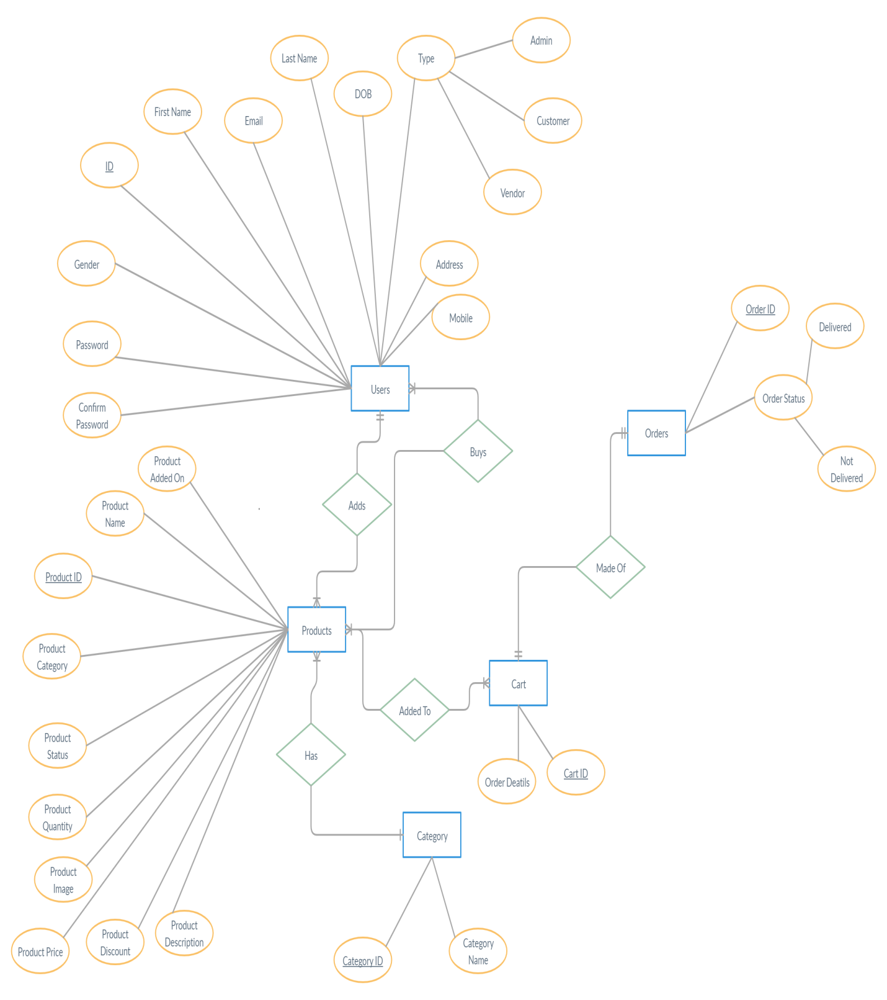 Admin
Last Name
Type
DOB
First Name
Email
Customer
ID
Vendor
Gender
Address
Mobile
Order ID
Delivered
Password
Users
Order Status
Confirm
Password
Orders
Buys
Not
Delivered
Product
Added On
Product
Name
Adds
Product ID
Made Of
Products
Product
Category
Cart
Added To
Product
Status
Has
Order Deatils
Cart ID
Product
Quantity
Category
Product
Image
Product
Description
Product
Discount
Product Price
Category ID
Category
Name